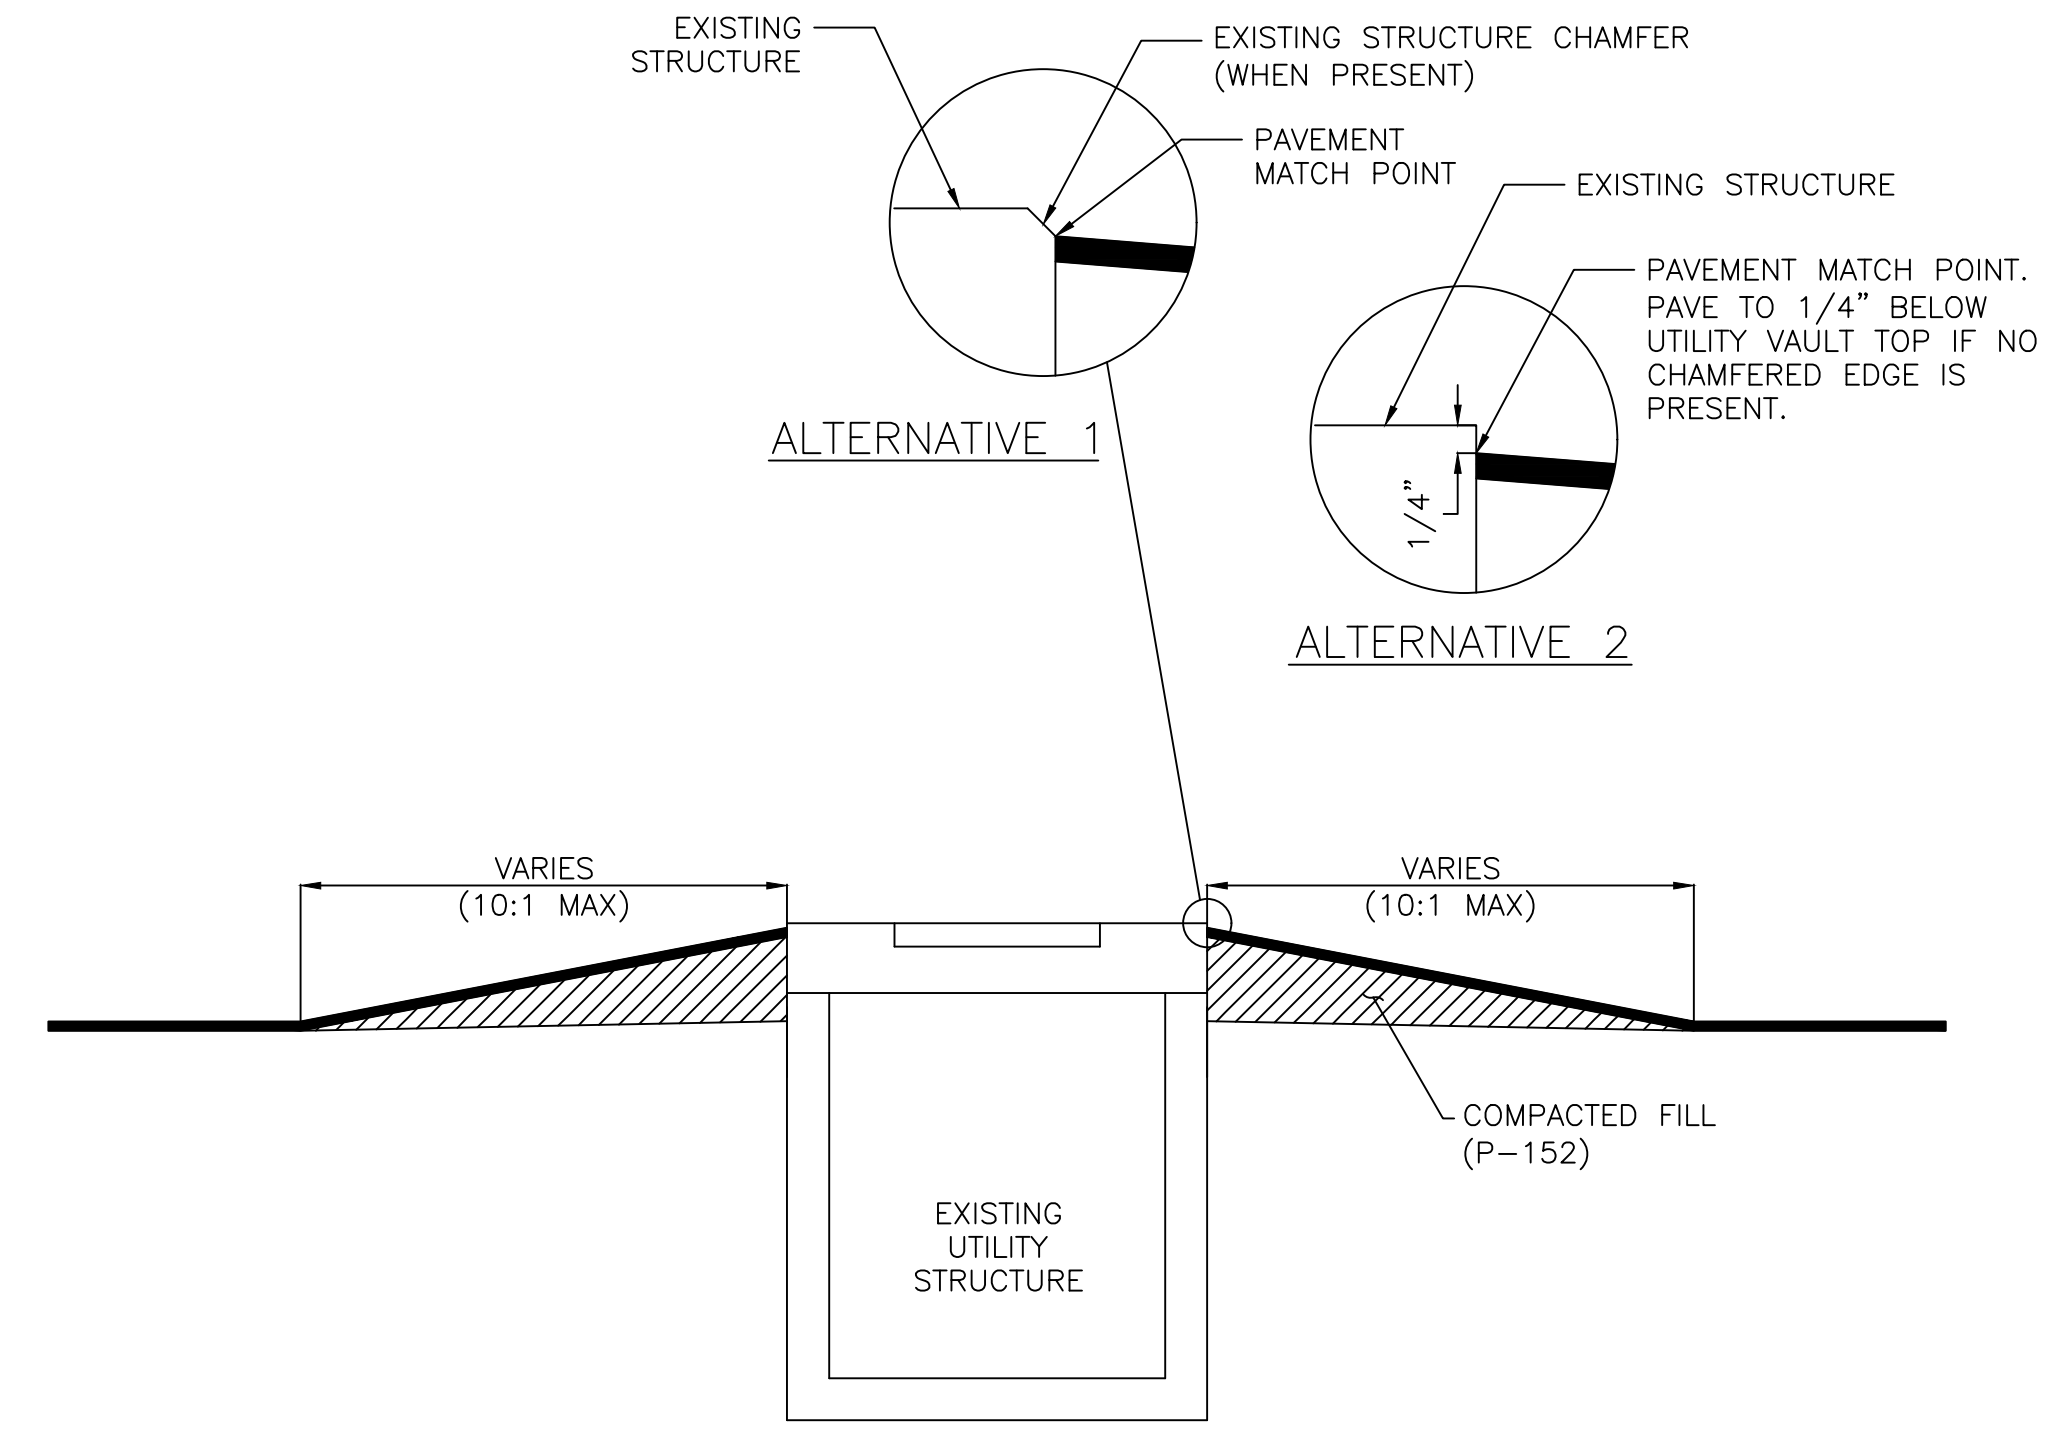 EXISTING
STRUCTURE
EXISTING STRUCTURE CHAMFER
(WHEN PRESENT)
PAVEMENT
MATCH POINT
EXISTING STRUCTURE
PAVEMENT MATCH POINT.
PAVE TO 1/4" BELOW
UTILITY VAULT TOP IF NO
CHAMFERED EDGE IS
PRESENT.
ALTERNATIVE 1
1/4"
ALTERNATIVE 2
VARIES
(10:1 MAX)
VARIES
(10:1 MAX)
COMPACTED FILL
(P-152)
EXISTING
UTILITY
STRUCTURE